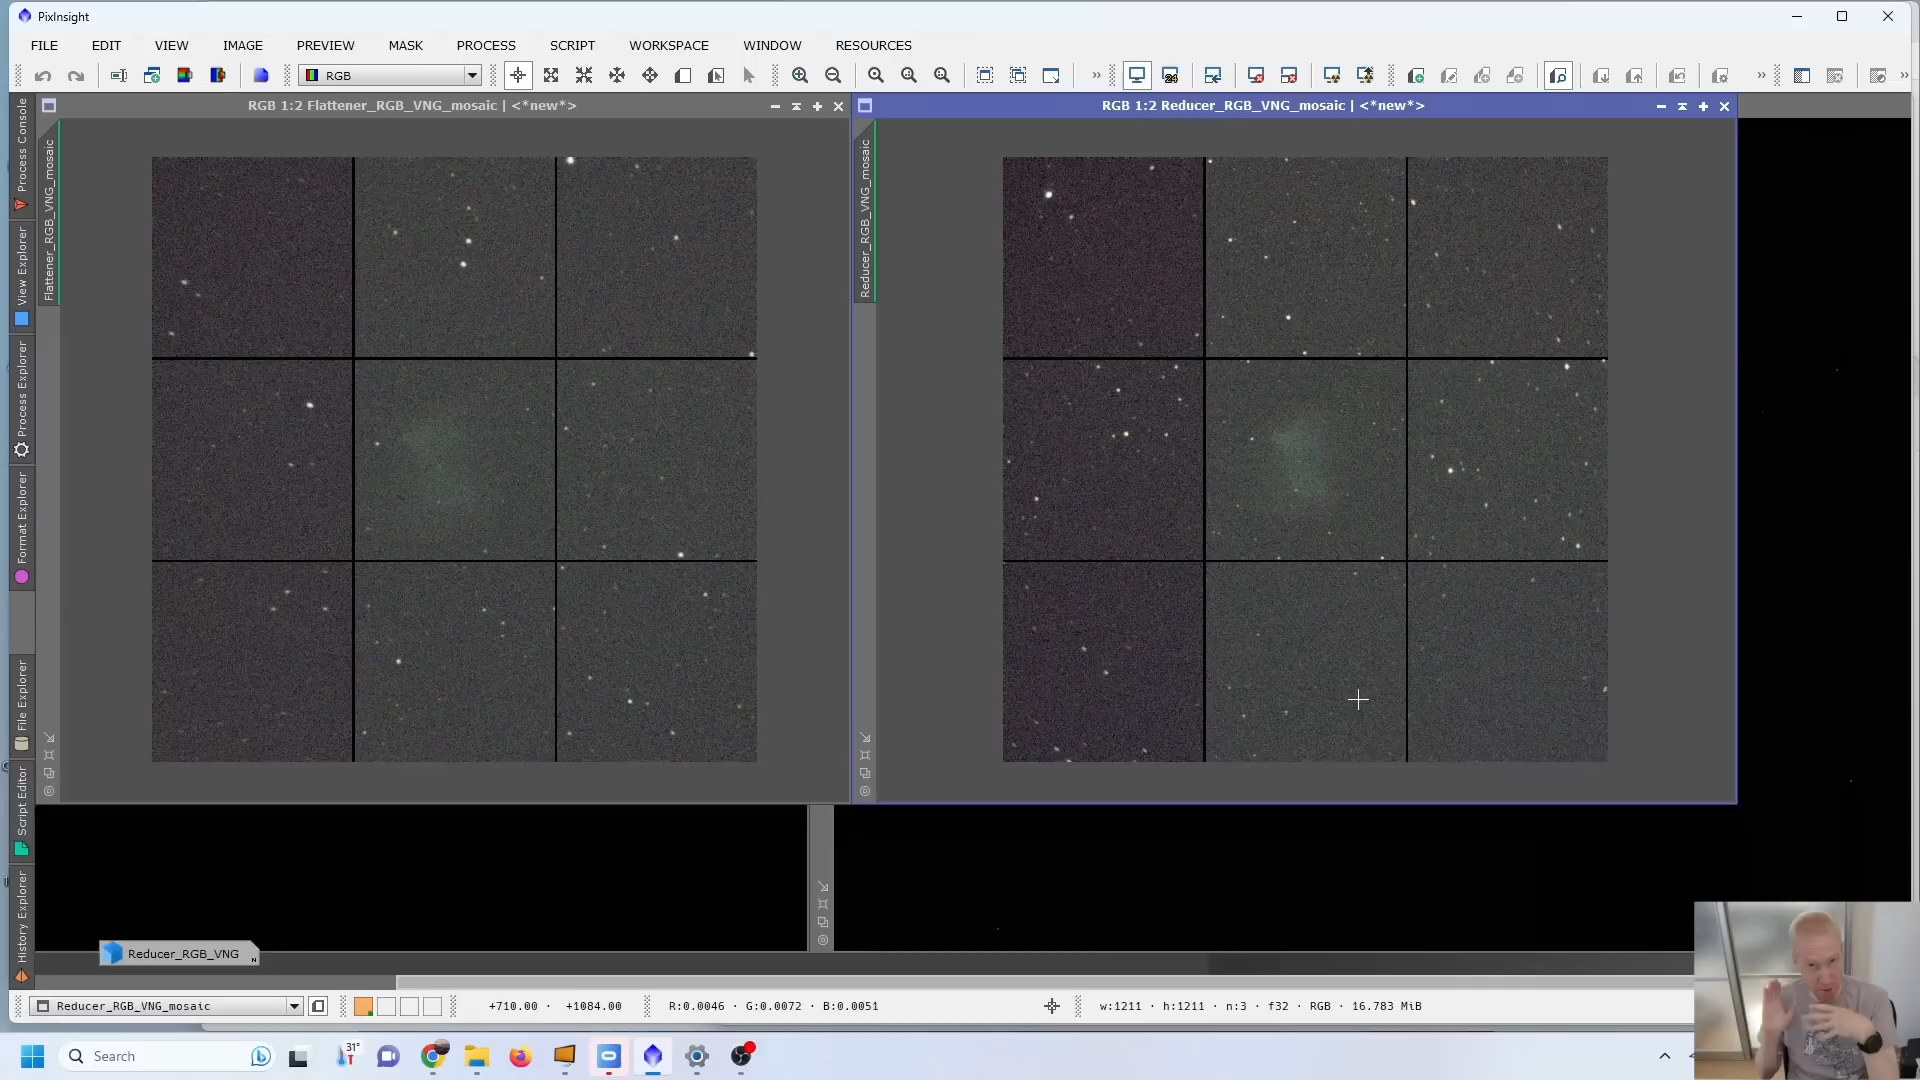 PixInsight
FILE EDIT VIEW IMAGE PREVIEW MASK PROCESS SCRIPT WORKSPACE WINDOW RESOURCES
RGB
24
RGB 1:2 Flattener_RGB_VNG_mosaic | <*new*>
RGB 1:2 Reducer_RGB_VNG_mosaic | <*new*>
Process Console
View Explorer
Process Explorer
Format Explorer
File Explorer
Script Editor
History Explorer
Flattener_RGB_VNG_mosaic
Reducer_RGB_VNG_mosaic
Reducer_RGB_VNG
N
Reducer_RGB_VNG_mosaic
+710.00 · +1084.00
R:0.0046 · G:0.0072 · B:0.0051
w:1211 · h:1211 · n:3 · f32 · RGB · 16.783 MiB
Search
31°